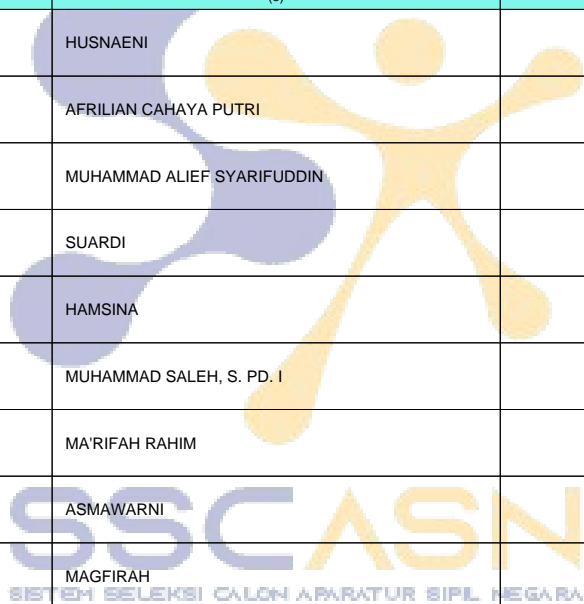 (3)
HUSNAENI
AFRILIAN CAHAYA PUTRI
MUHAMMAD ALIEF SYARIFUDDIN
SUARDI
HAMSINA
MUHAMMAD SALEH, S. PD. I
MA'RIFAH RAHIM
ASMAWARNI
SSCASN
MAGFIRAH
SISTEM SELEKSI CALON APARATUR SIPIL NEGARA